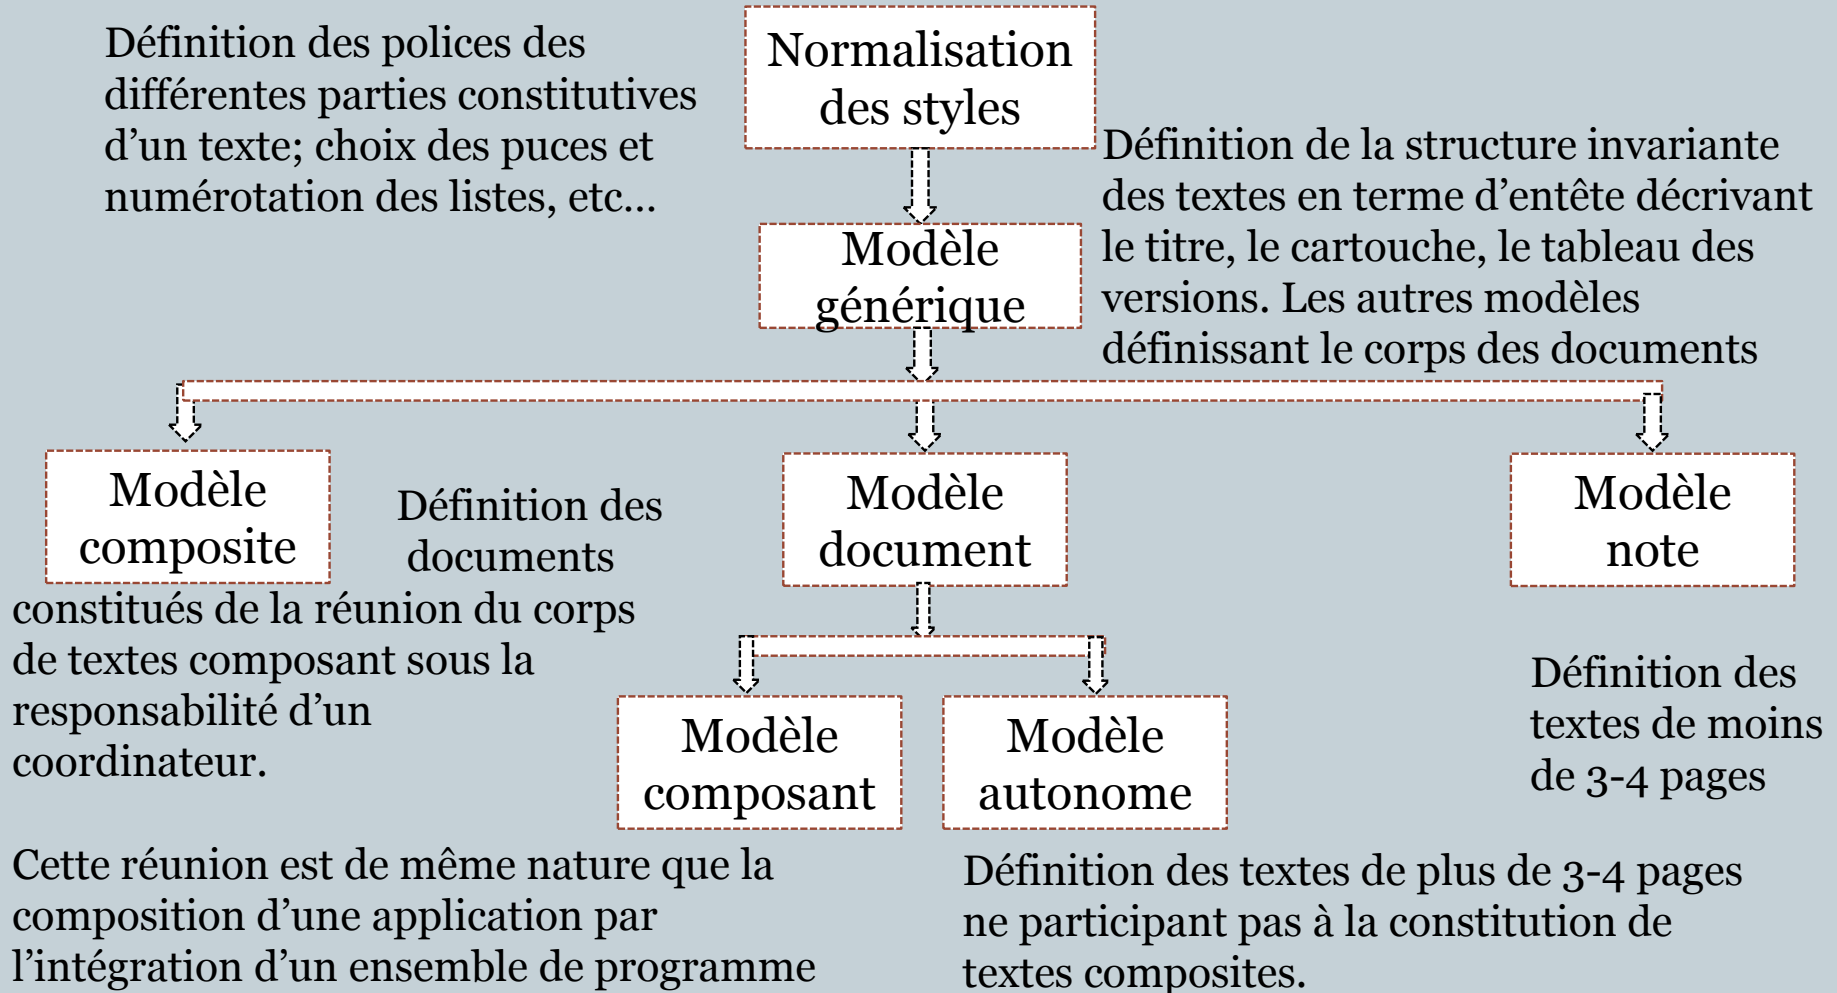 Définition des polices des
différentes parties constitutives
d’un texte; choix des puces et
numérotation des listes, etc…
Normalisation
des styles
Définition de la structure invariante
des textes en terme d’entête décrivant
le titre, le cartouche, le tableau des
versions. Les autres modèles
définissant le corps des documents
Modèle
générique
Modèle
composite
Définition des
documents
constitués de la réunion du corps
de textes composant sous la
responsabilité d’un
coordinateur.
Modèle
document
Modèle
note
Définition des
textes de moins
de 3-4 pages
Modèle
composant
Modèle
autonome
Cette réunion est de même nature que la
composition d’une application par
l’intégration d’un ensemble de programme
Définition des textes de plus de 3-4 pages
ne participant pas à la constitution de
textes composites.